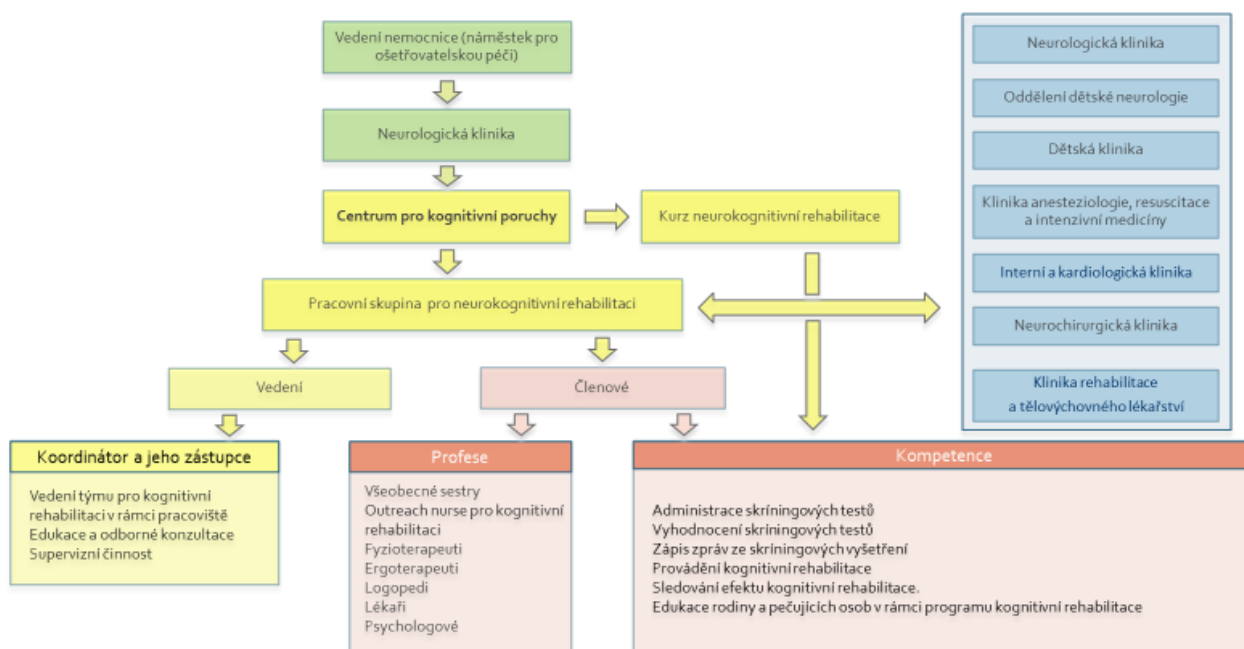 Vedení nemocnice (náměstek pro
ošetřovatelskou péči)
Neurologická klinika
Centrum pro kognitivní poruchy
Kurz neurokognitivní rehabilitace
Pracovní skupina pro neurokognitivní rehabilitaci
Vedení
Členové
Koordinátor a jeho zástupce
Vedení týmu pro kognitivní
rehabilitaci v rámci pracoviště
Edukace a odborné konzultace
Supervizní činnost
Profese
Všeobecné sestry
Outreach nurse pro kognitivní
rehabilitaci
Fyzioterapeuti
Ergoterapeuti
Logopedi
Lékaři
Psychologové
Kompetence
Administrace skríningových testů
Vyhodnocení skríningových testů
Zápis zpráv ze skríningových vyšetření
Provádění kognitivní rehabilitace
Sledování efektu kognitivní rehabilitace.
Edukace rodiny a pečujících osob v rámci programu kognitivní rehabilitace
Neurologická klinika
Oddělení dětské neurologie
Dětská klinika
Klinika anesteziologie, resuscitace
a intenzivní medicíny
Interní a kardiologická klinika
Neurochirurgická klinika
Klinika rehabilitace
a tělovýchovného lékařství